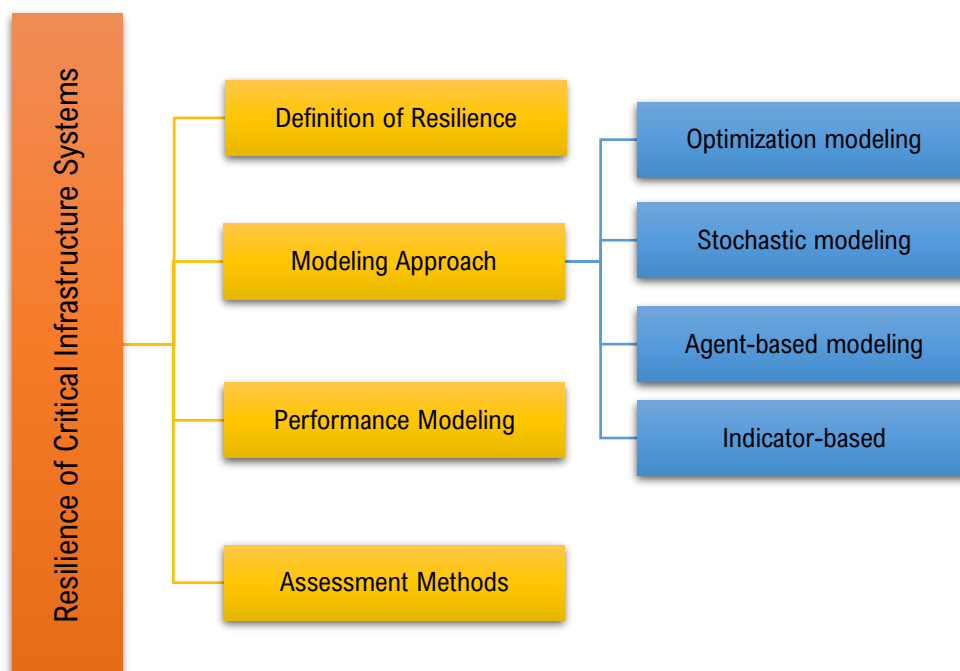 Resilience of Critical Infrastructure Systems
Definition of Resilience
Modeling Approach
Performance Modeling
Assessment Methods
Optimization modeling
Stochastic modeling
Agent-based modeling
Indicator-based